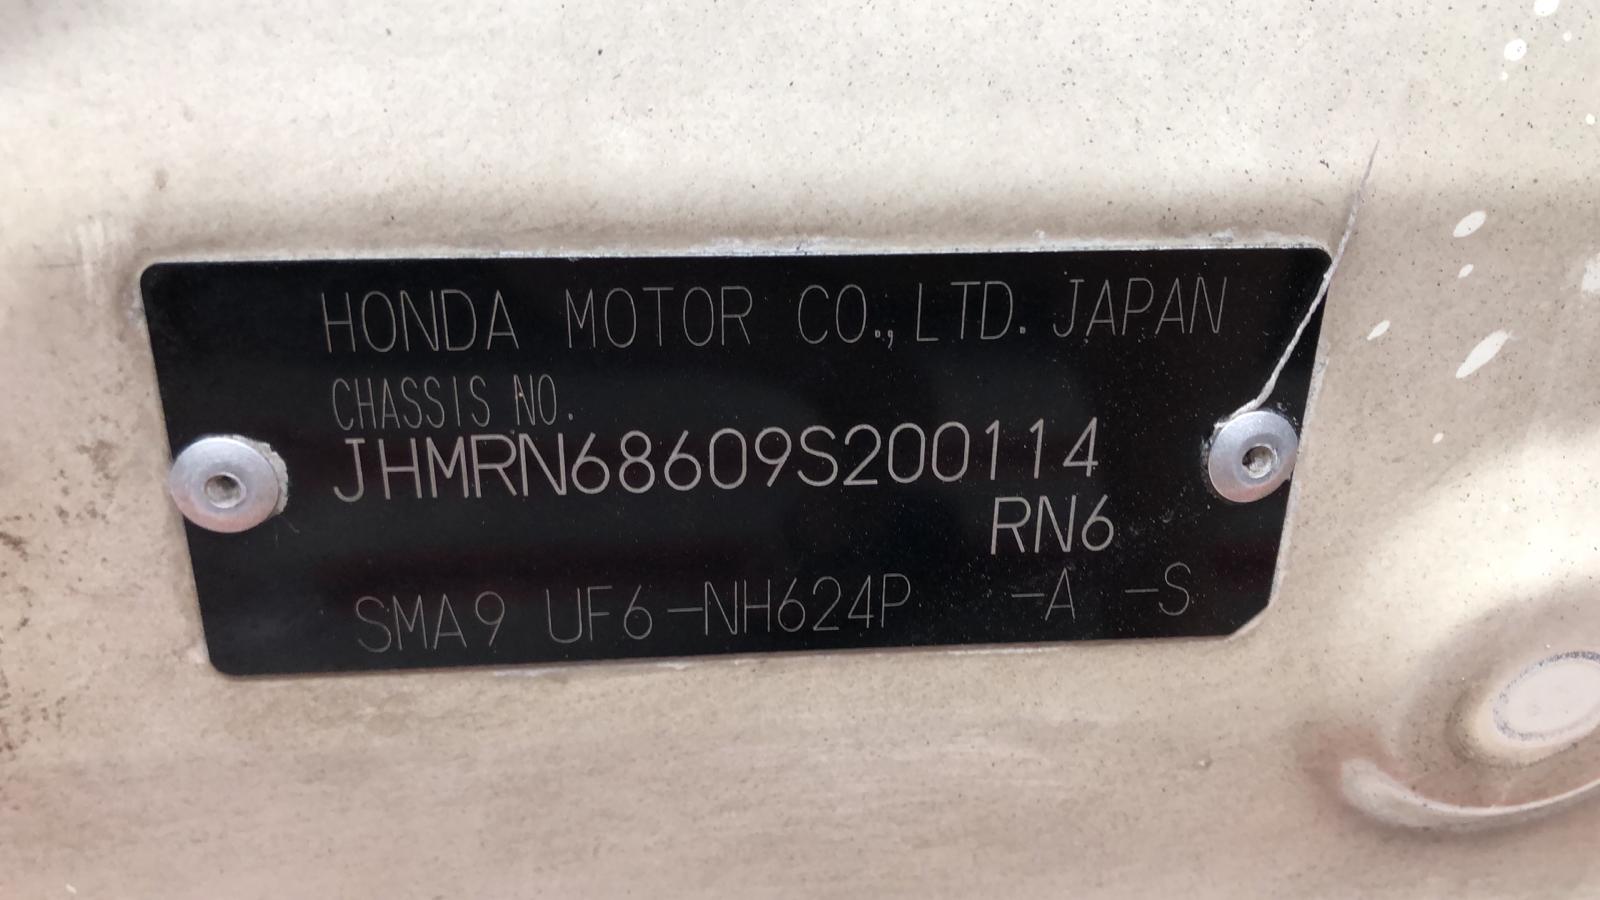 HONDA MOTOR CO.,LTD. JAPAN
CHASSIS NO.
JHMRN68609S200114
RN6
SMA9 UF6-NH624P -A -S